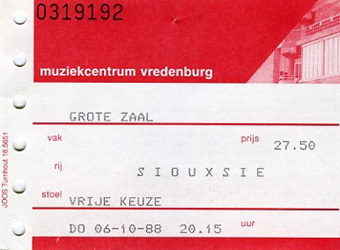 0319192
muziekcentrum vredenburg
GROTE ZAAL
vak prijs 27.50
rij SIOUXSIE
stoel VRIJE KEUZE
DO 06-10-88 20.15 uur
JOOS Turnhout 18.5651